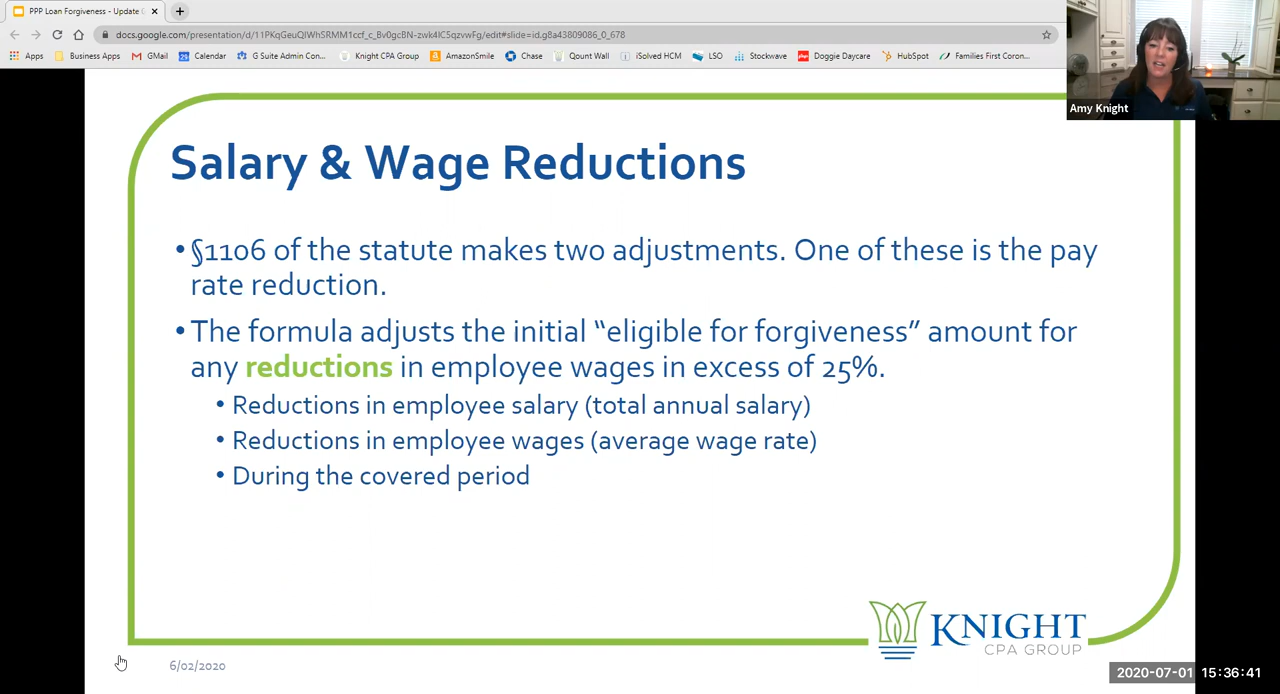 PPP Loan Forgiveness - Update
docs.google.com/presentation/d/11PKqGeuQIWhSRMM1ccf_c_Bv0gcBN-zwk4IC5qzvwFg/edit#slide=id.g8a43809086_0_678
Apps Business Apps GMail Calendar G Suite Admin Con... Knight CPA Group AmazonSmile Chase Qount Wall iSolved HCM LSO Stockwave Doggie Daycare HubSpot Families First Coron...
Amy Knight
Salary & Wage Reductions
•§1106 of the statute makes two adjustments. One of these is the pay
rate reduction.
•The formula adjusts the initial “eligible for forgiveness” amount for
any reductions in employee wages in excess of 25%.
•Reductions in employee salary (total annual salary)
•Reductions in employee wages (average wage rate)
•During the covered period
KNIGHT
CPA GROUP
6/02/2020
2020-07-01 15:36:41